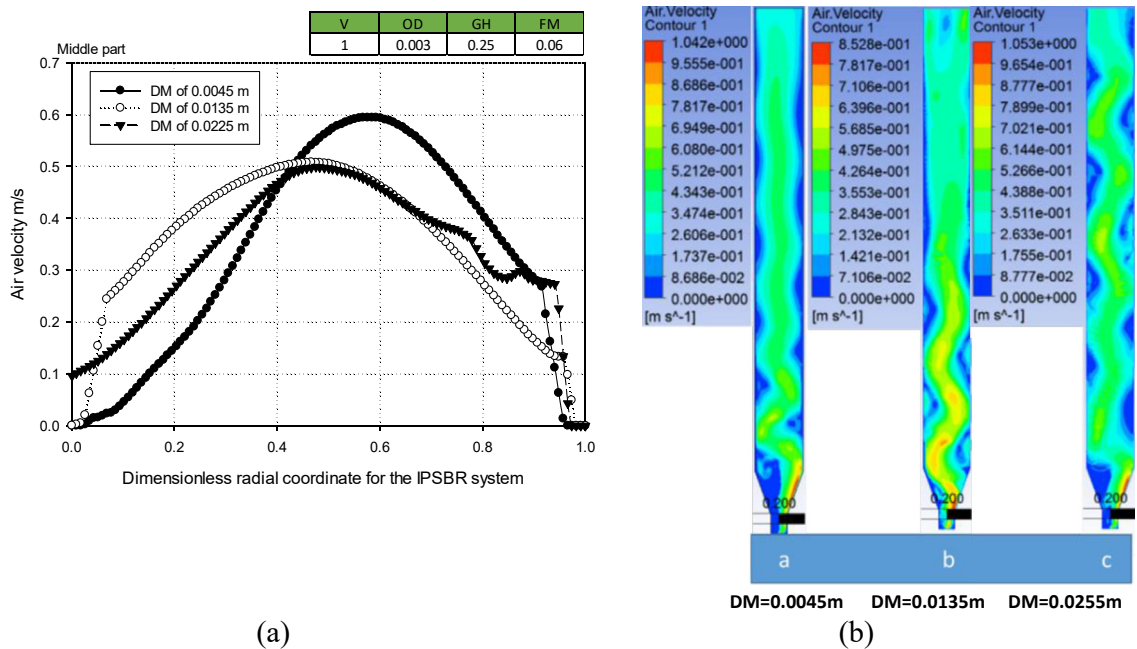 V OD GH FM
1 0.003 0.25 0.06
Middle part
0.7
0.6
0.5
0.4
0.3
0.2
0.1
0.0
Air velocity m/s
DM of 0.0045 m
DM of 0.0135 m
DM of 0.0225 m
0.0 0.2 0.4 0.6 0.8 1.0
Dimensionless radial coordinate for the IPSBR system
(a)
Air.Velocity
Contour 1
1.042e+000
9.555e-001
8.686e-001
7.817e-001
6.949e-001
6.080e-001
5.212e-001
4.343e-001
3.474e-001
2.606e-001
1.737e-001
8.686e-002
0.000e+000
[m s^-1]
0.200
Air.Velocity
Contour 1
8.528e-001
7.817e-001
7.106e-001
6.396e-001
5.685e-001
4.975e-001
4.264e-001
3.553e-001
2.843e-001
2.132e-001
1.421e-001
7.106e-002
0.000e+000
[m s^-1]
0.200
Air.Velocity
Contour 1
1.053e+000
9.654e-001
8.777e-001
7.899e-001
7.021e-001
6.144e-001
5.266e-001
4.388e-001
3.511e-001
2.633e-001
1.755e-001
8.777e-002
0.000e+000
[m s^-1]
0.200
a b c
DM=0.0045m DM=0.0135m DM=0.0255m
(b)